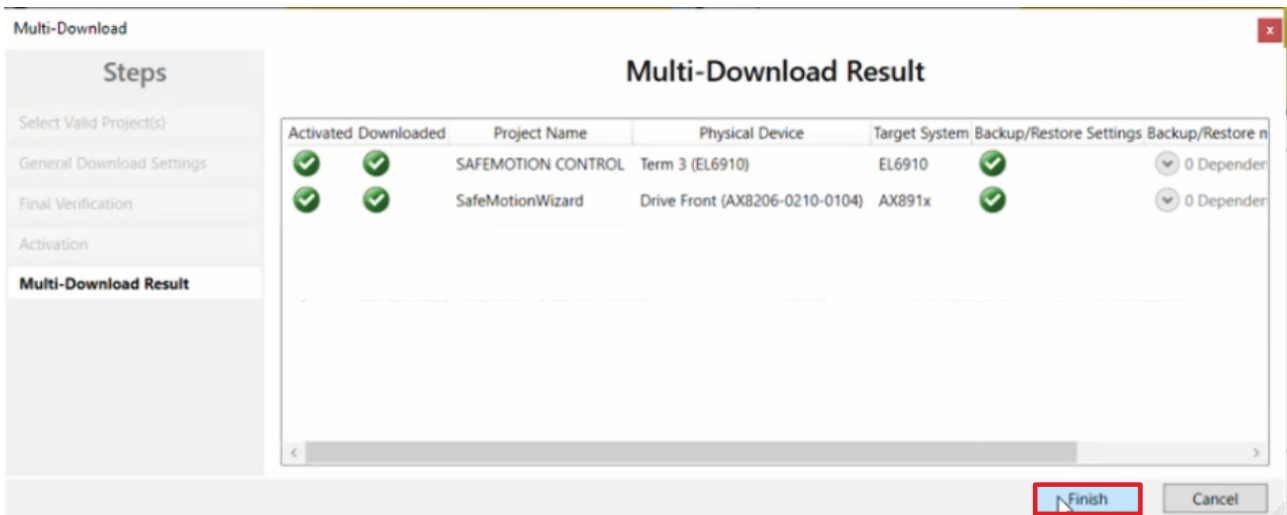 Multi-Download
x
Steps
Multi-Download Result
Select Valid Project(s)
General Download Settings
Final Verification
Activation
Multi-Download Result
Activated Downloaded Project Name Physical Device Target System Backup/Restore Settings Backup/Restore n
SAFEMOTION CONTROL Term 3 (EL6910) EL6910 0 Depender
SafeMotionWizard Drive Front (AX8206-0210-0104) AX891x 0 Depender
Finish Cancel